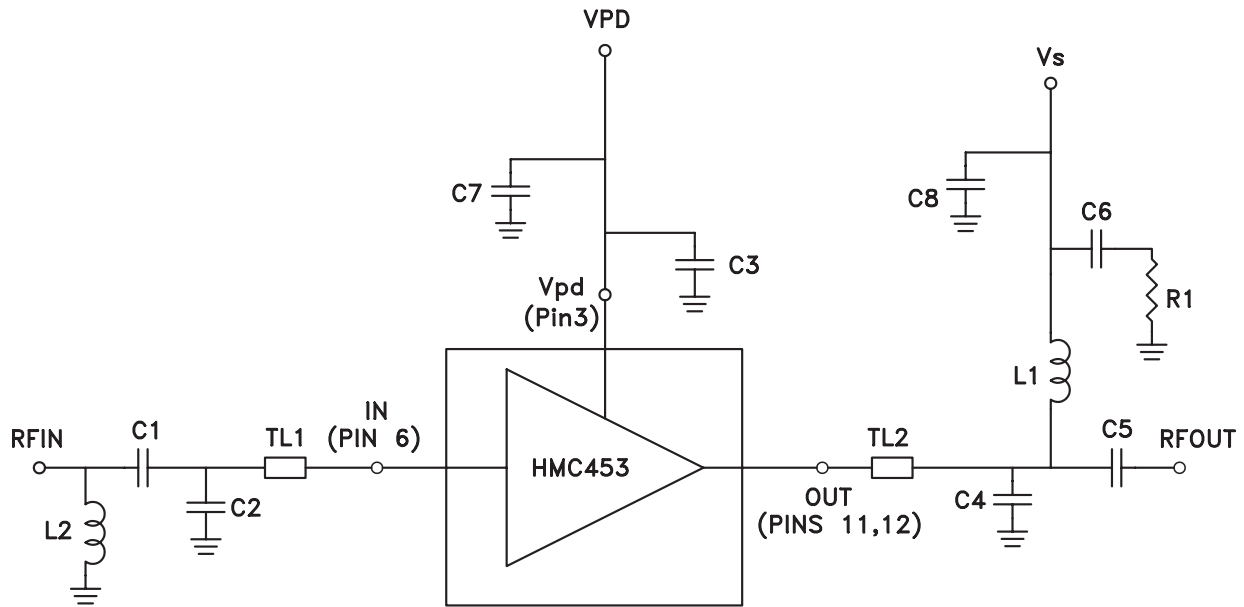 VPD
Vs
C7
C8
C6
C3
Vpd
(Pin3)
R1
L1
RFIN
C1
TL1
IN
(PIN 6)
HMC453
TL2
C5
RFOUT
L2
C2
OUT
(PINS 11,12)
C4